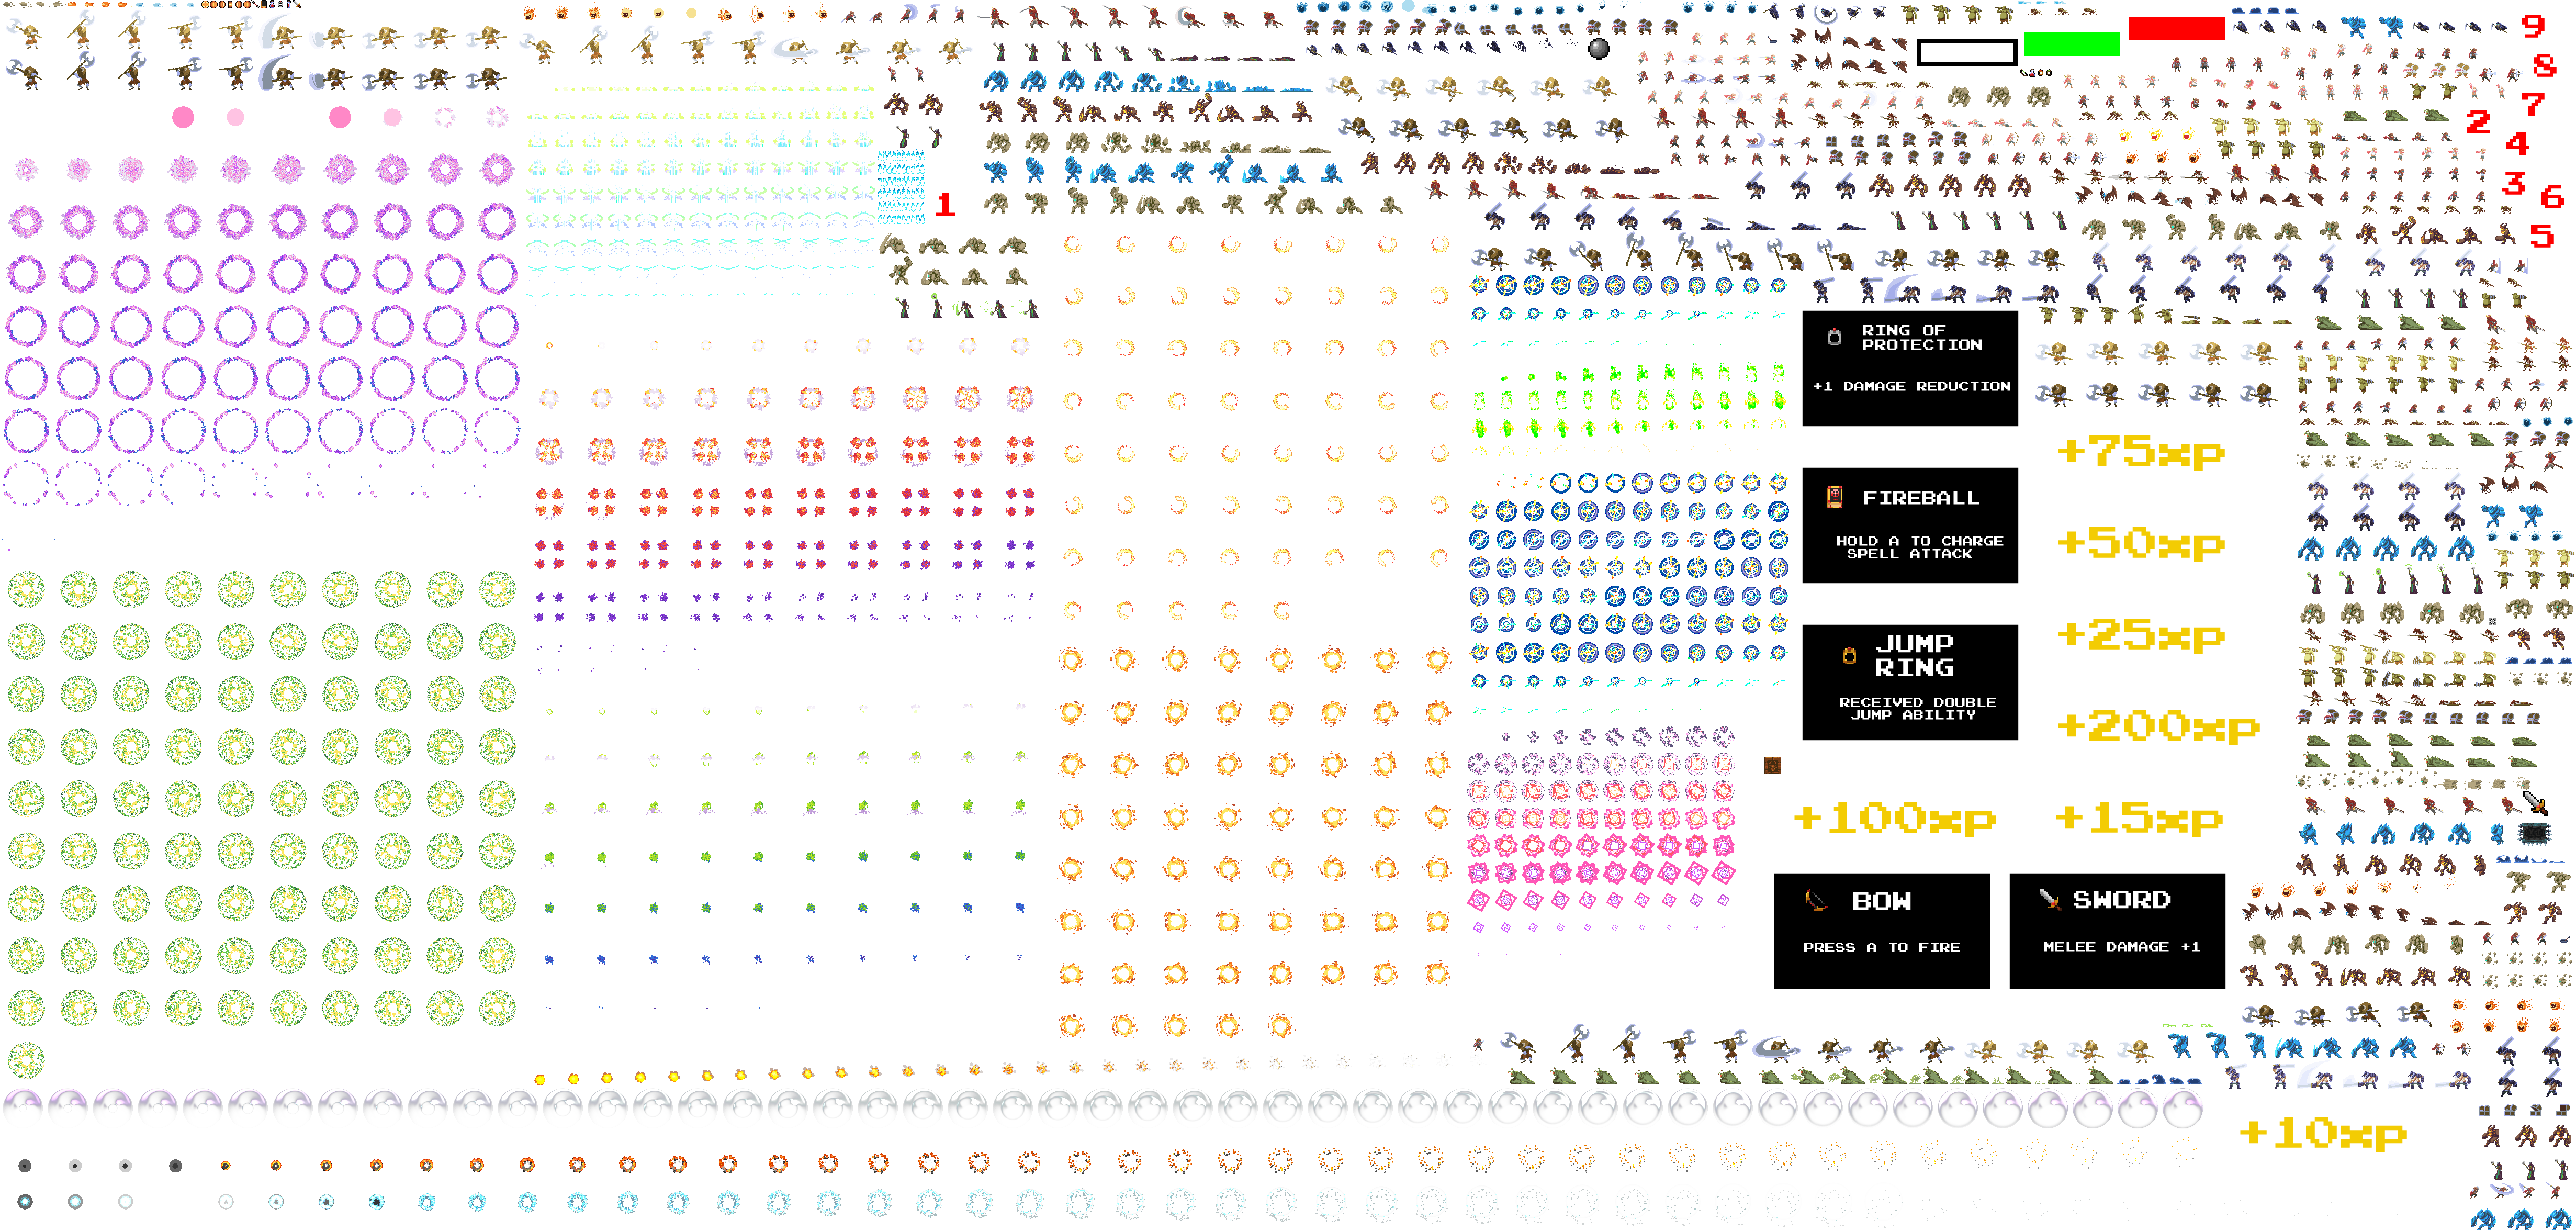 9
8
7
2
4
3
6
1
5
RING OF
PROTECTION
+1 DAMAGE REDUCTION
+75xp
FIREBALL
HOLD A TO CHARGE
SPELL ATTACK
+50xp
JUMP
RING
RECEIVED DOUBLE
JUMP ABILITY
+25xp
+200xp
+100xp
+15xp
BOW
PRESS A TO FIRE
SWORD
MELEE DAMAGE +1
+10xp